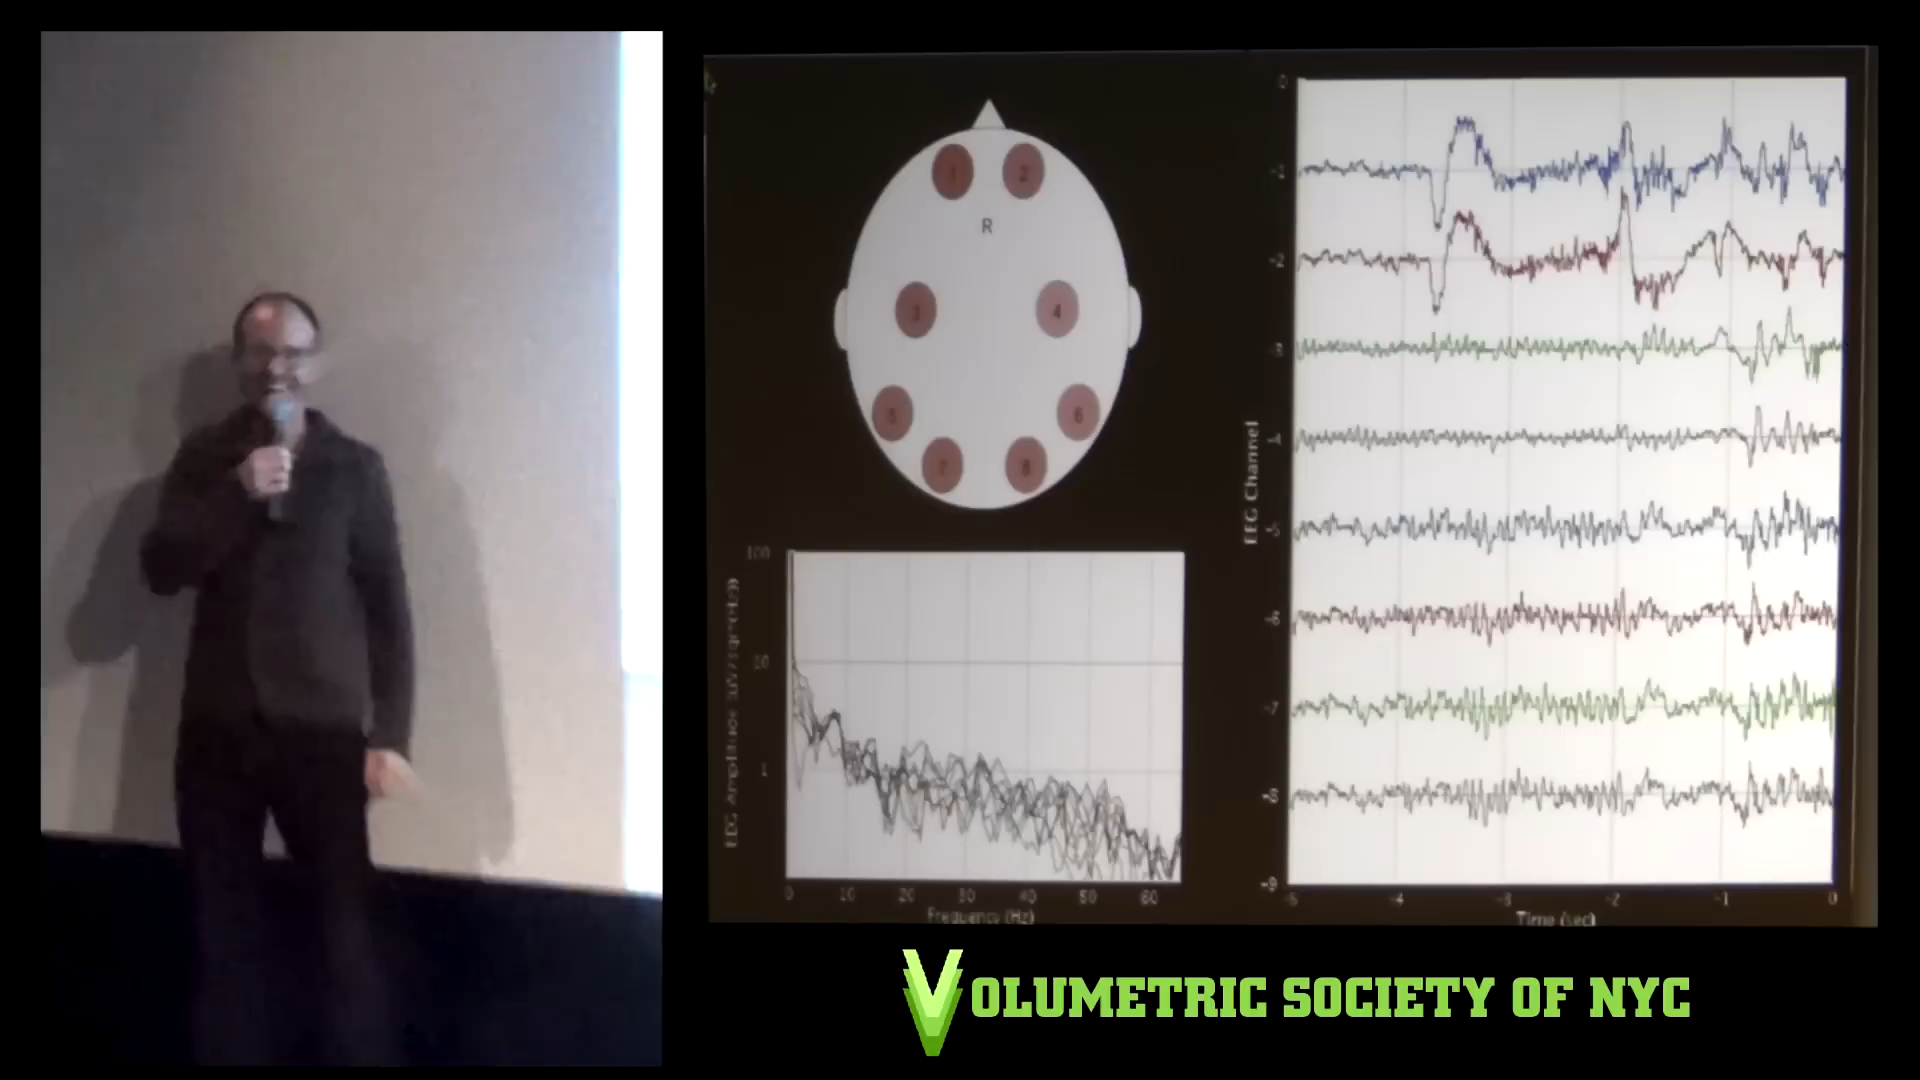 1 2
R
3 4
5 6
7 8
100
10
1
0 10 20 30 40 50 60
Frequency (Hz)
EEG Channel
0
-1
-2
-3
-4
-5
-6
-7
-8
-9
-5 -4 -3 -2 -1 0
Time (sec)
VOLUMETRIC SOCIETY OF NYC